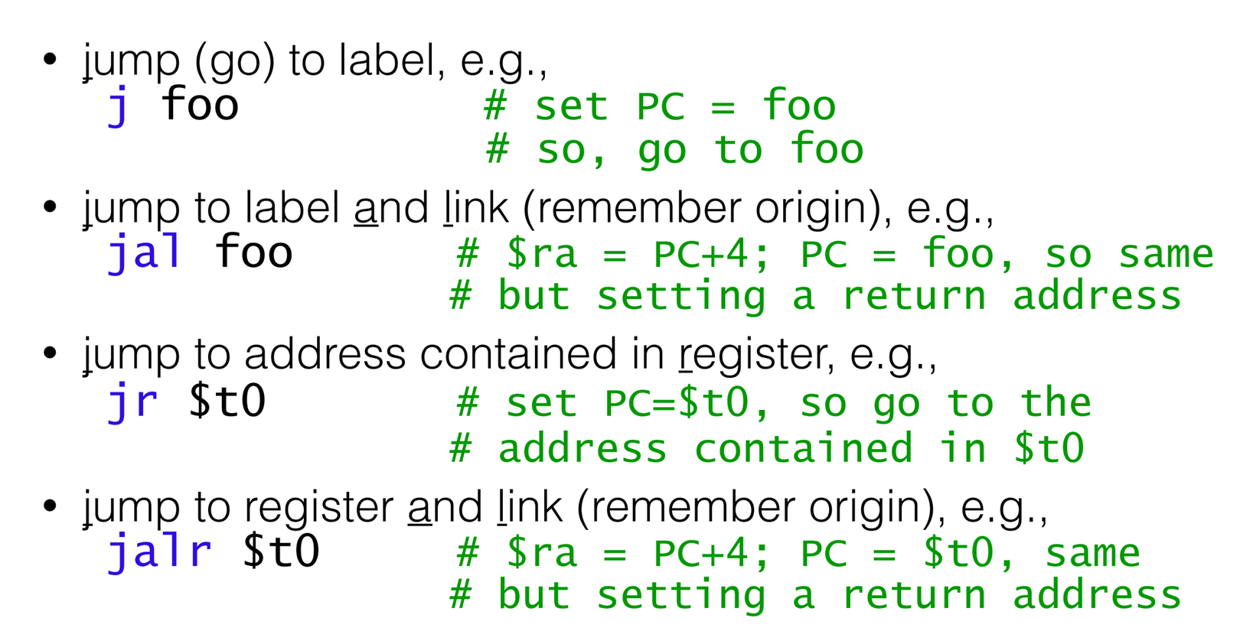 • jump (go) to label, e.g.,
j foo # set PC = foo
# so, go to foo
• jump to label and link (remember origin), e.g.,
jal foo # $ra = PC+4; PC = foo, so same
# but setting a return address
• jump to address contained in register, e.g.,
jr $t0 # set PC=$t0, so go to the
# address contained in $t0
• jump to register and link (remember origin), e.g.,
jalr $t0 # $ra = PC+4; PC = $t0, same
# but setting a return address